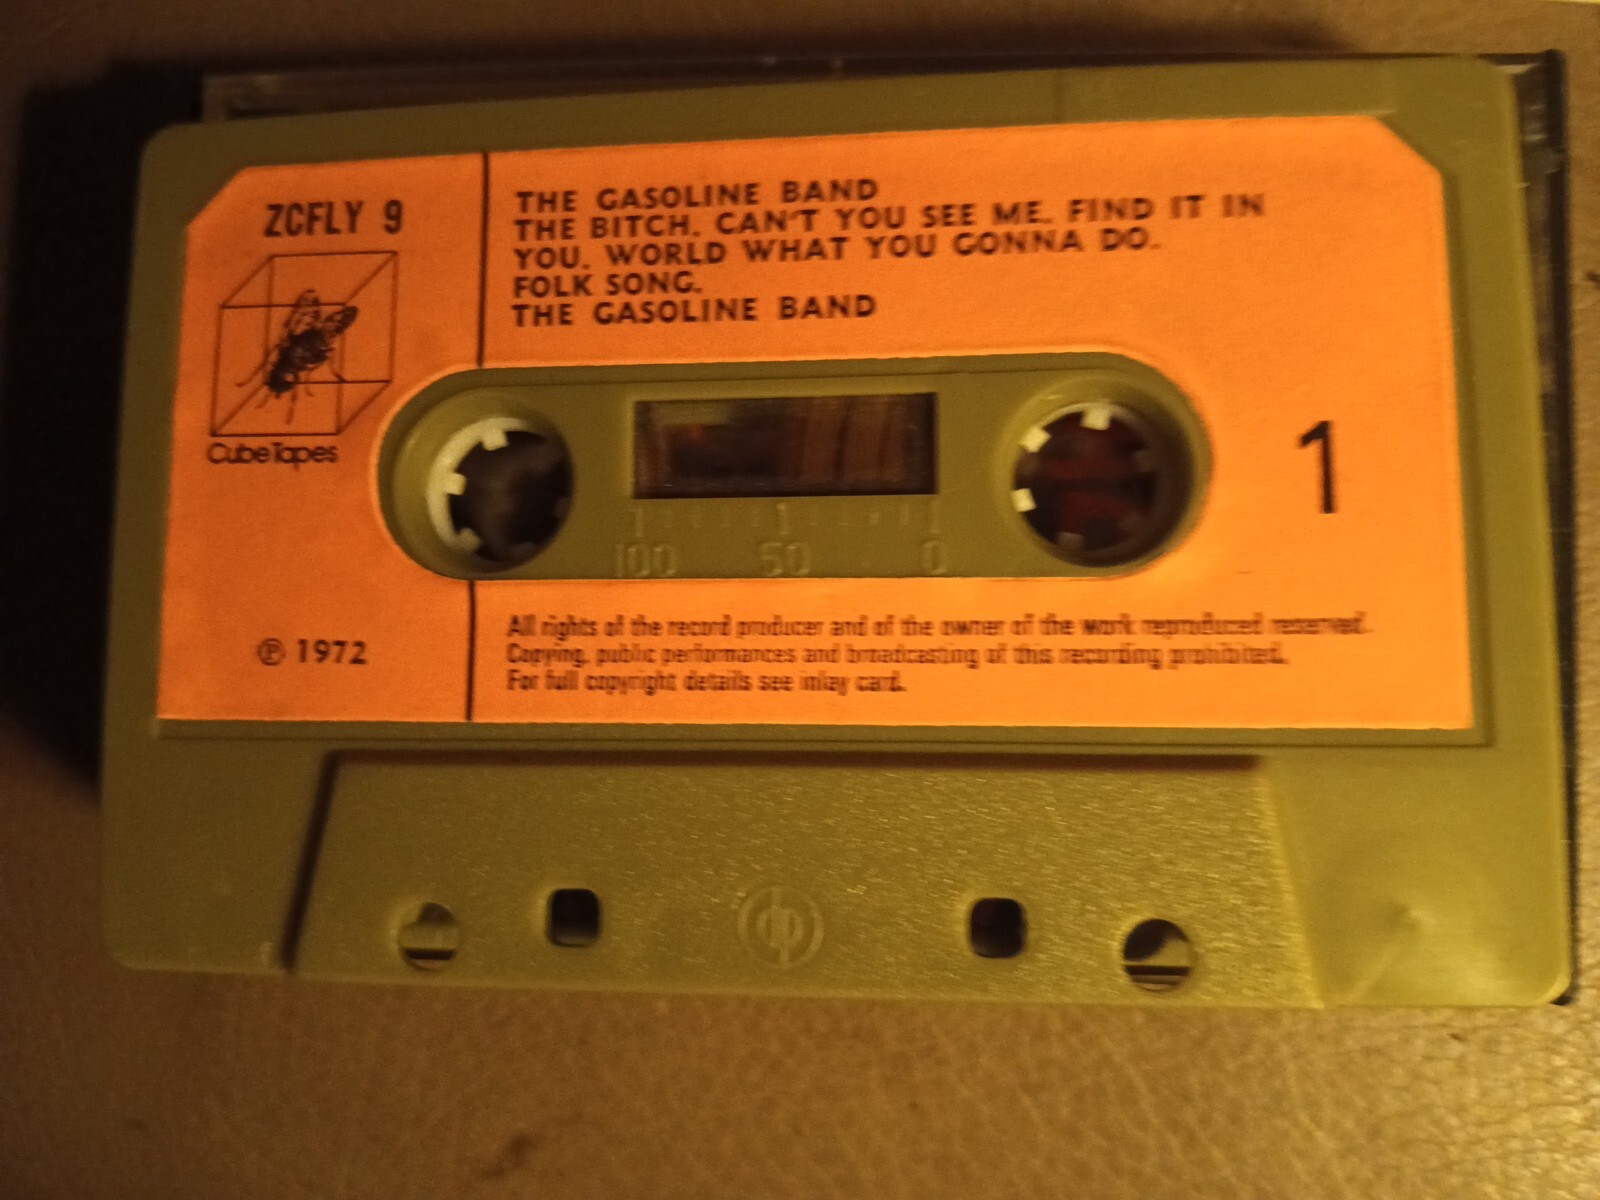 ZCFLY 9
THE GASOLINE BAND
THE BITCH. CAN'T YOU SEE ME. FIND IT IN
YOU. WORLD WHAT YOU GONNA DO.
FOLK SONG.
THE GASOLINE BAND
Cube Tapes
1
100 50 0
℗ 1972
All rights of the record producer and of the owner of the work reproduced reserved.
Copying, public performances and broadcasting of this recording prohibited.
For full copyright details see inlay card.